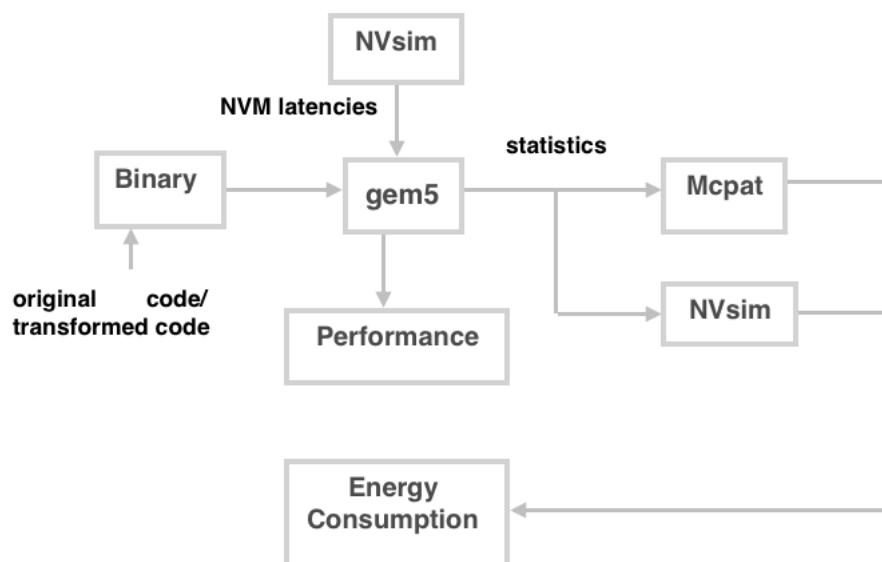 NVsim
NVM latencies
statistics
Binary
gem5
Mcpat
original code/
transformed code
Performance
NVsim
Energy
Consumption